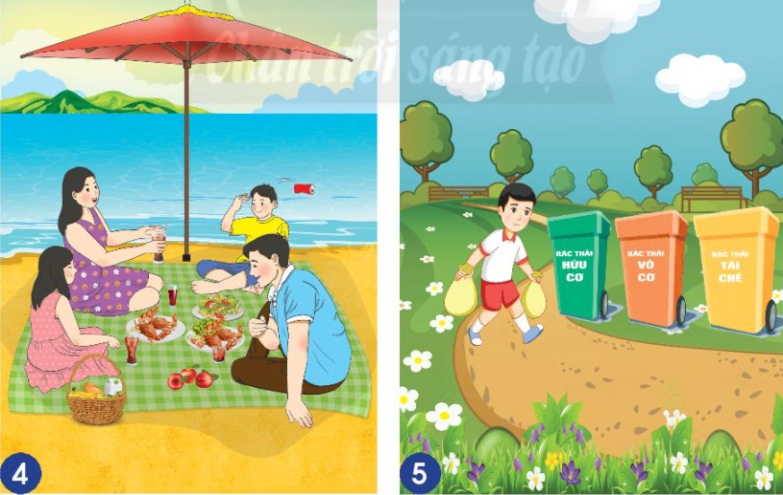 Chân trời sáng tạo
RÁC THẢI
HỮU
CƠ
RÁC THẢI
VÔ
CƠ
RÁC THẢI
TÁI
CHẾ
4
5